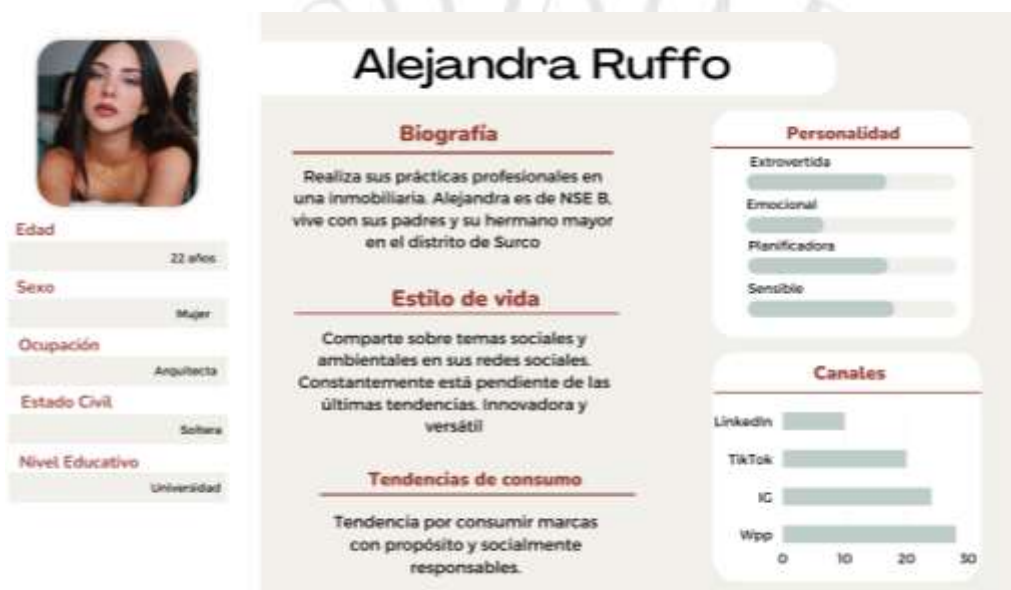 Alejandra Ruffo
Edad
22 años
Sexo
Mujer
Ocupación
Arquitecta
Estado Civil
Soltera
Nivel Educativo
Universidad
Biografía
Realiza sus prácticas profesionales en
una inmobiliaria. Alejandra es de NSE B,
vive con sus padres y su hermano mayor
en el distrito de Surco
Estilo de vida
Comparte sobre temas sociales y
ambientales en sus redes sociales.
Constantemente está pendiente de las
últimas tendencias. Innovadora y
versátil
Tendencias de consumo
Tendencia por consumir marcas
con propósito y socialmente
responsables.
Personalidad
Extrovertida
Emocional
Planificadora
Sensible
Canales
LinkedIn
TikTok
IG
Wpp
0 10 20 30